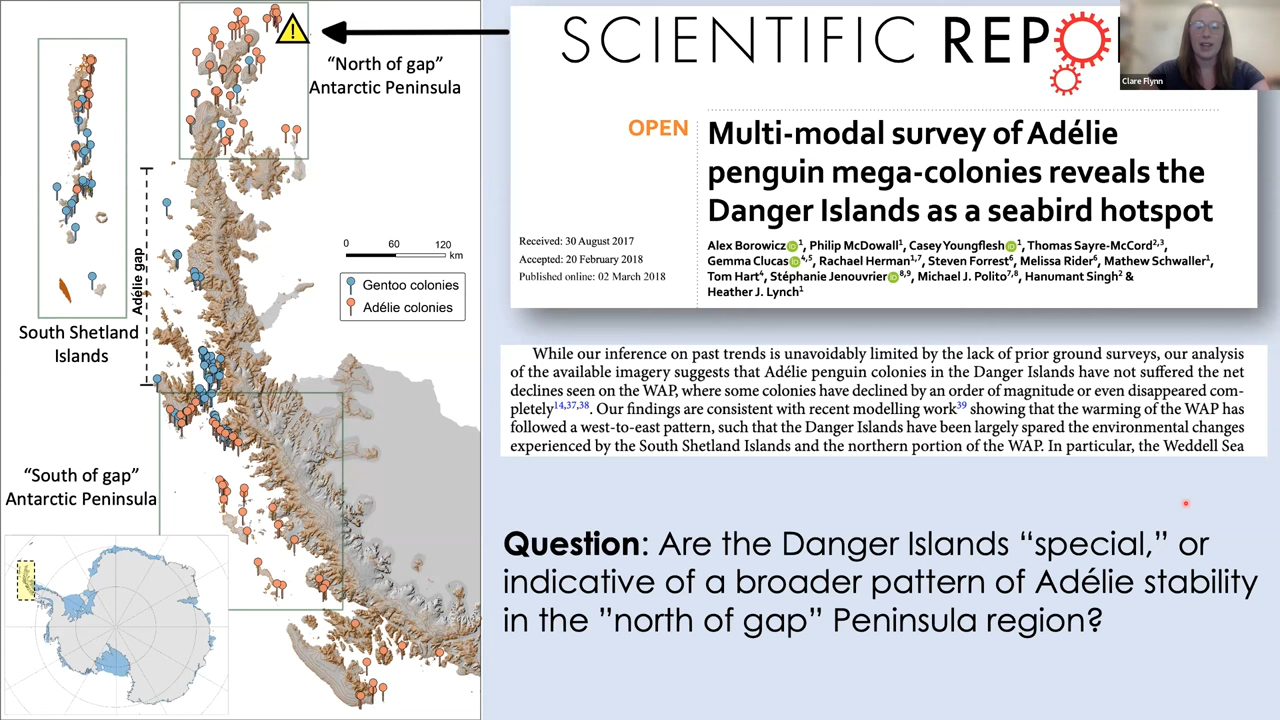 “North of gap”
Antarctic Peninsula
Adélie gap
0 60 120
km
Gentoo colonies
Adélie colonies
South Shetland
Islands
“South of gap”
Antarctic Peninsula
SCIENTIFIC REP
Clare Flynn
OPEN
Multi-modal survey of Adélie
penguin mega-colonies reveals the
Danger Islands as a seabird hotspot
Received: 30 August 2017
Accepted: 20 February 2018
Published online: 02 March 2018
Alex Borowicz1, Philip McDowall1, Casey Youngflesh1, Thomas Sayre-McCord2,3,
Gemma Clucas4,5, Rachael Herman1,7, Steven Forrest6, Melissa Rider6, Mathew Schwaller1,
Tom Hart4, Stéphanie Jenouvrier8,9, Michael J. Polito7,8, Hanumant Singh2 &
Heather J. Lynch1
While our inference on past trends is unavoidably limited by the lack of prior ground surveys, our analysis
of the available imagery suggests that Adélie penguin colonies in the Danger Islands have not suffered the net
declines seen on the WAP, where some colonies have declined by an order of magnitude or even disappeared com-
pletely14,37,38. Our findings are consistent with recent modelling work39 showing that the warming of the WAP has
followed a west-to-east pattern, such that the Danger Islands have been largely spared the environmental changes
experienced by the South Shetland Islands and the northern portion of the WAP. In particular, the Weddell Sea
Question: Are the Danger Islands “special,” or
indicative of a broader pattern of Adélie stability
in the ”north of gap” Peninsula region?